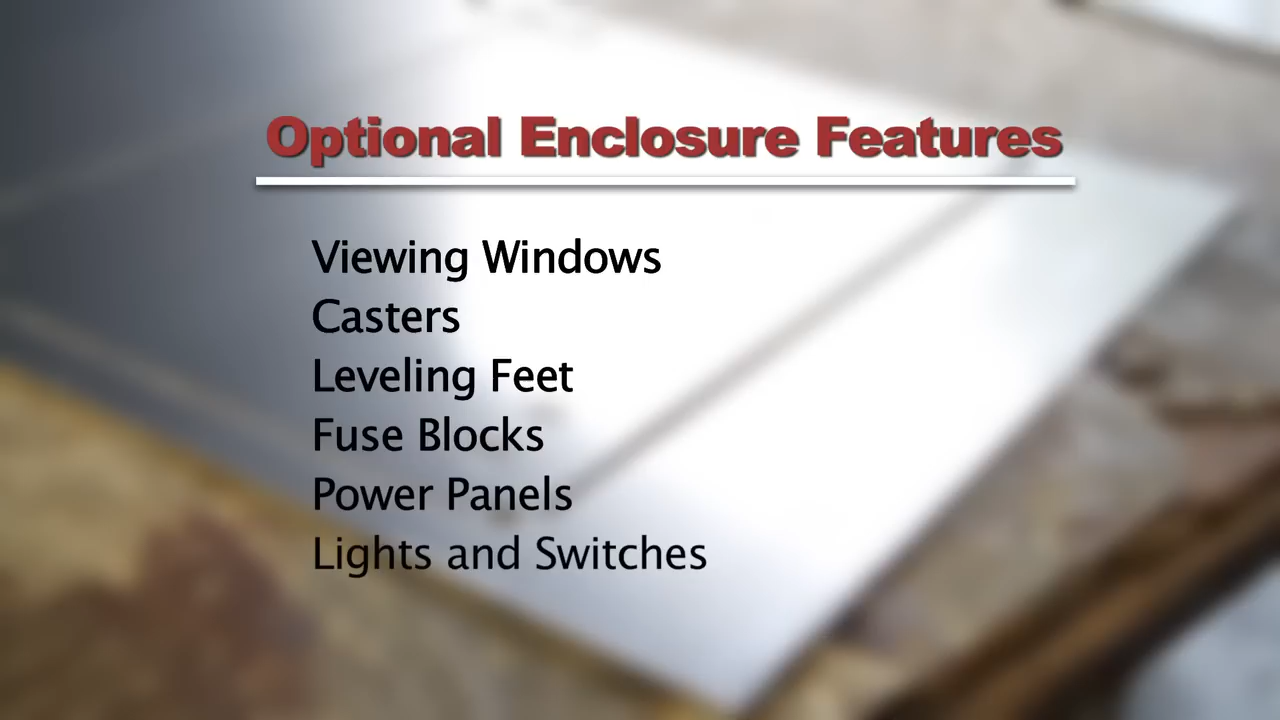 Optional Enclosure Features
Viewing Windows
Casters
Leveling Feet
Fuse Blocks
Power Panels
Lights and Switches